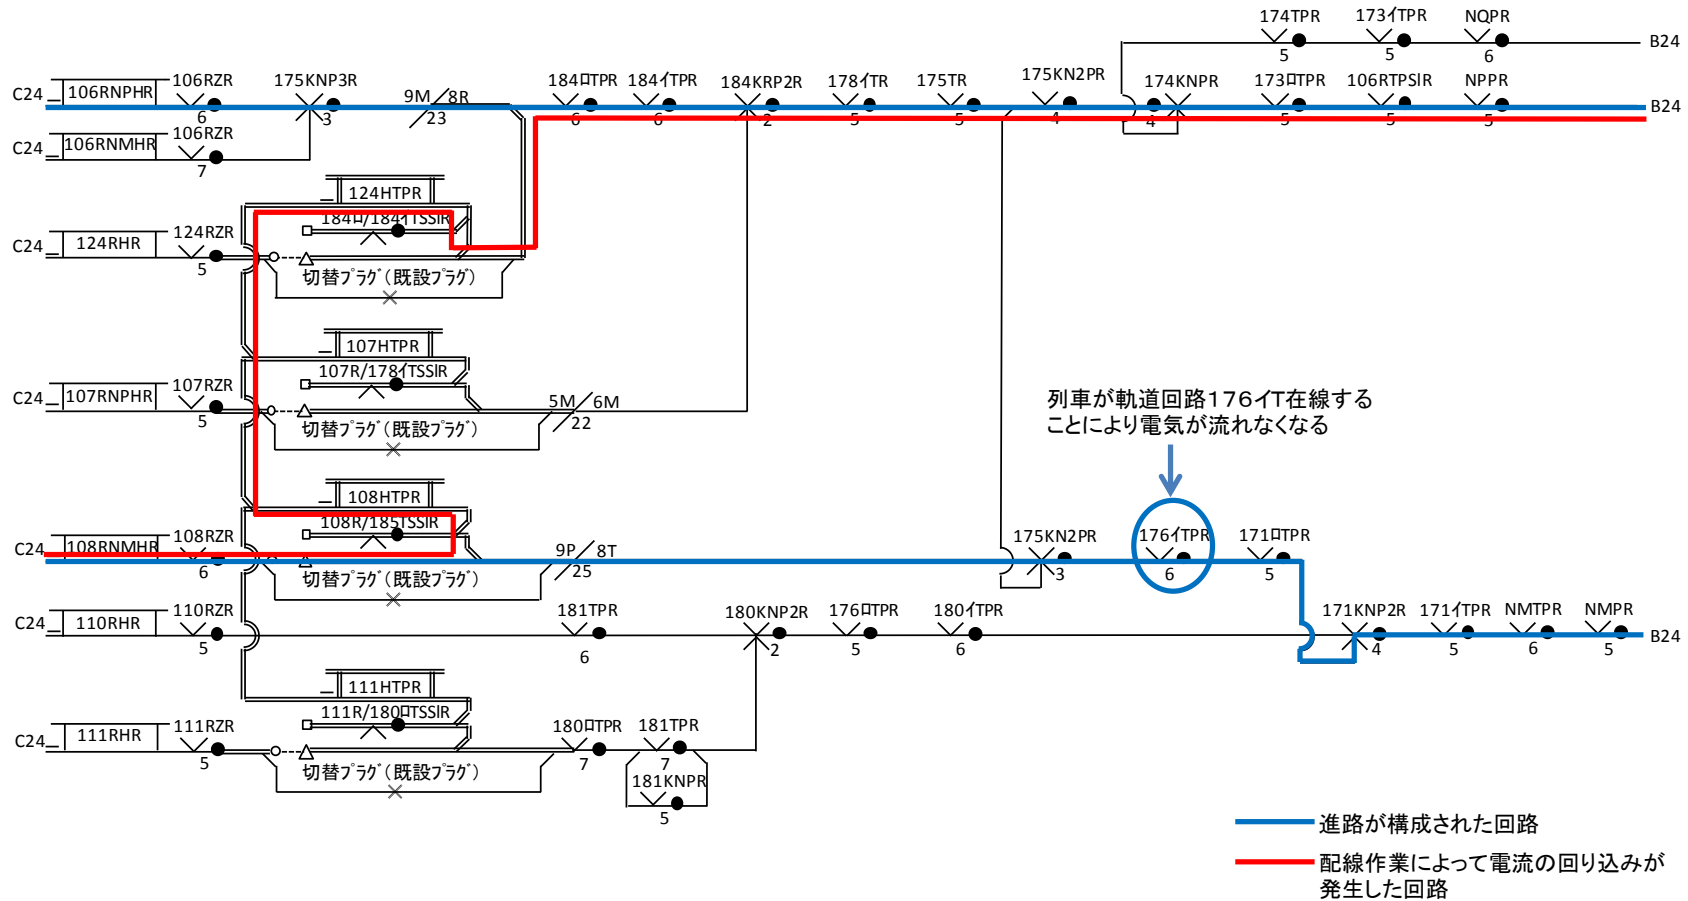 174TPR 173イTPR NQPR
5 5 6 B24
C24 106RNPHR 106RZR 175KNP3R 9M 8R 184ロTPR 184イTPR 184KRP2R 178イTR 175TR 175KN2PR 174KNPR 173ロTPR 106RTPSIR NPPR B24
6 3 23 6 6 2 5 5 4 4 5 5 5
C24 106RNMHR 106RZR
7
124HTPR
184ロ/184イTSSIR
C24 124RHR 124RZR
5
切替プラグ(既設プラグ)
107HTPR
107R/178イTSSIR
C24 107RNPHR 107RZR 5M 6M
5 22
切替プラグ(既設プラグ)
列車が軌道回路176イT在線する
ことにより電気が流れなくなる
108HTPR
108R/185TSSIR
C24 108RNMHR 108RZR 9P 8T 175KN2PR 176イTPR 171ロTPR
6 25 3 6 5
切替プラグ(既設プラグ)
C24 110RHR 110RZR 181TPR 180KNP2R 176ロTPR 180イTPR 171KNP2R 171イTPR NMTPR NMPR B24
5 6 2 5 6 4 5 6 5
111HTPR
111R/180ロTSSIR
C24 111RHR 111RZR 180ロTPR 181TPR
5 7 7
切替プラグ(既設プラグ)
181KNPR
5
進路が構成された回路
配線作業によって電流の回り込みが
発生した回路